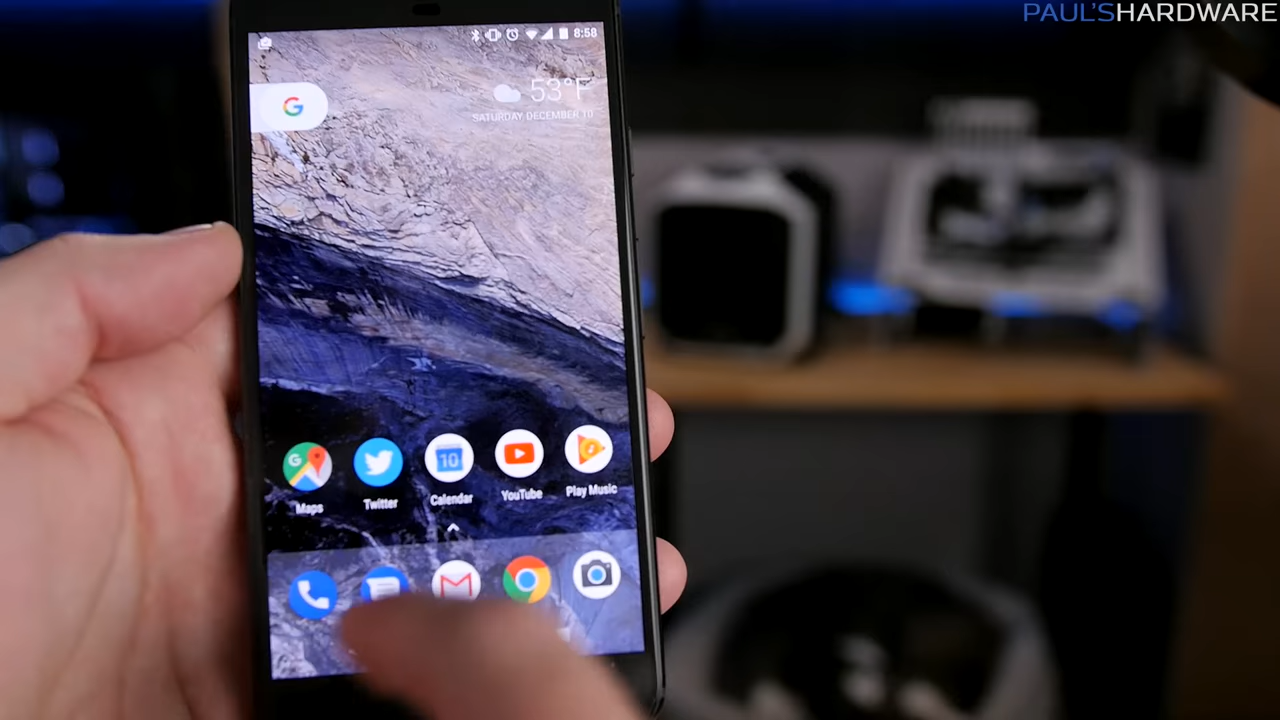 PAUL'SHARDWARE
8:58
G
53°F
SATURDAY DECEMBER 10
G
10
Maps
Twitter
Calendar
YouTube
Play Music